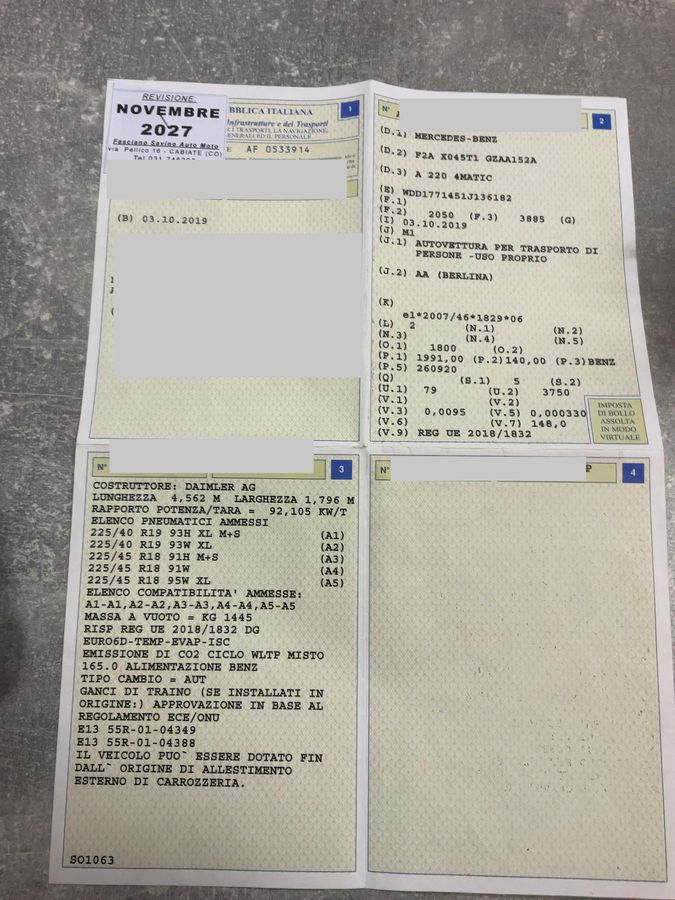 REVISIONE
NOVEMBRE
2027
Fasciano Savino Auto Moto
via Pellico 16 - CABIATE (CO)
BBLICA ITALIANA
1
Infrastrutture e dei Trasporti
I TRASPORTI, LA NAVIGAZIONE,
GENERALI ED IL PERSONALE
AF 0533914
(B) 03.10.2019
N°
2
(D.1) MERCEDES-BENZ
(D.2) F2A X045T1 GZAA152A
(D.3) A 220 4MATIC
(E) WDD1771451J136182
(F.1)
(F.2) 2050 (F.3) 3885 (G)
(I) 03.10.2019
(J) M1
(J.1) AUTOVETTURA PER TRASPORTO DI
PERSONE -USO PROPRIO
(J.2) AA (BERLINA)
(K)
e1*2007/46*1829*06
(L) 2 (N.1) (N.2)
(N.3) (N.4) (N.5)
(O.1) 1800 (O.2)
(P.1) 1991,00 (P.2)140,00 (P.3)BENZ
(P.5) 260920
(Q) (S.1) 5 (S.2)
(U.1) 79 (U.2) 3750
(V.1) (V.2)
(V.3) 0,0095 (V.5) 0,000330
(V.6) (V.7) 148,0
(V.9) REG UE 2018/1832
IMPOSTA
DI BOLLO
ASSOLTA
IN MODO
VIRTUALE
N°
3
COSTRUTTORE: DAIMLER AG
LUNGHEZZA 4,562 M LARGHEZZA 1,796 M
RAPPORTO POTENZA/TARA = 92,105 KW/T
ELENCO PNEUMATICI AMMESSI
225/40 R19 93H XL M+S (A1)
225/40 R19 93W XL (A2)
225/45 R18 91H M+S (A3)
225/45 R18 91W (A4)
225/45 R18 95W XL (A5)
ELENCO COMPATIBILITA' AMMESSE:
A1-A1,A2-A2,A3-A3,A4-A4,A5-A5
MASSA A VUOTO = KG 1445
RISP REG UE 2018/1832 DG
EURO6D-TEMP-EVAP-ISC
EMISSIONE DI CO2 CICLO WLTP MISTO
165.0 ALIMENTAZIONE BENZ
TIPO CAMBIO = AUT
GANCI DI TRAINO (SE INSTALLATI IN
ORIGINE:) APPROVAZIONE IN BASE AL
REGOLAMENTO ECE/ONU
E13 55R-01-04349
E13 55R-01-04388
IL VEICOLO PUO` ESSERE DOTATO FIN
DALL` ORIGINE DI ALLESTIMENTO
ESTERNO DI CARROZZERIA.
SO1063
N°
P
4